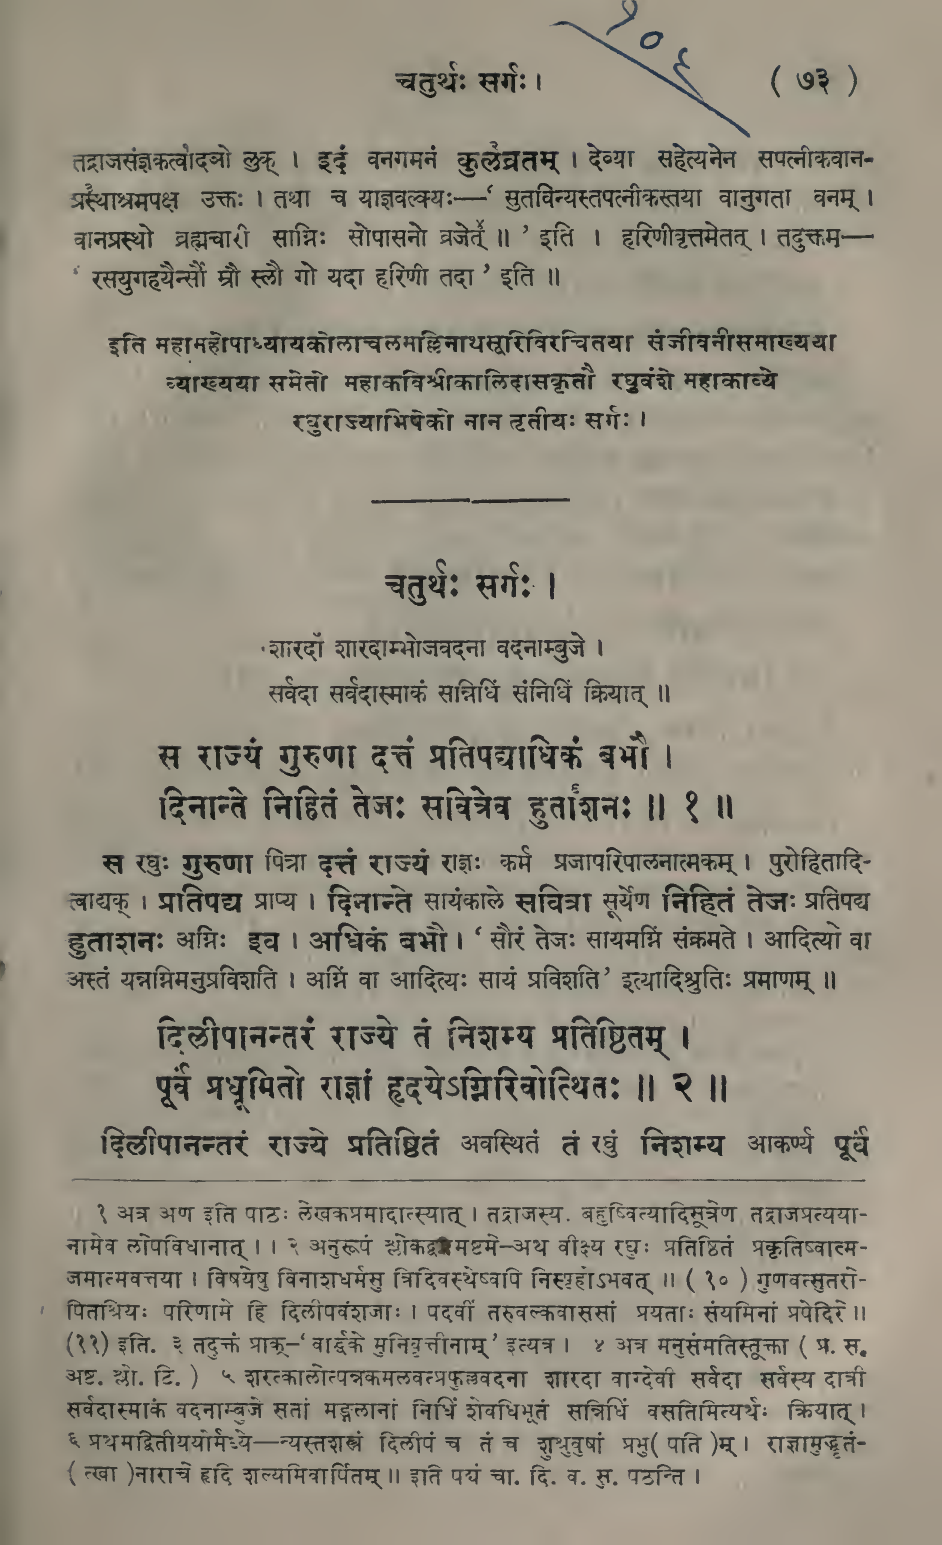 १०६
चतुर्थः सर्गः । ( ७३ )
तद्राजसंज्ञकत्वादञो लुक् । इदं वनगमनं कुलव्रतम् । देव्या सहेत्यनेन सपत्नीकवान-
प्रस्थाश्रमपक्ष उक्तः । तथा च याज्ञवल्क्यः—‘ सुतविन्यस्तपत्नीकस्तया वानुगता वनम् ।
वानप्रस्थो ब्रह्मचारी साग्निः सोपासनो व्रजेत्४ ॥ ’ इति । हरिणीवृत्तमेतत् । तदुक्तम्—
‘ रसयुगहयैर्न्सौ म्रौ स्लौ गो यदा हरिणी तदा ’ इति ॥
इति महामहोपाध्यायकोलाचलमल्लिनाथसूरिविरचितया संजीवनीसमाख्यया
व्याख्यया समेतो महाकविश्रीकालिदासकृतौ रघुवंशे महाकाव्ये
रघुराज्याभिषेको नान तृतीयः सर्गः ।
चतुर्थः सर्गः ।
शारदा५ शारदाम्भोजवदना वदनाम्बुजे ।
सर्वदा सर्वदास्माकं सन्निधिं संनिधिं क्रियात् ॥
स राज्यं गुरुणा दत्तं प्रतिपद्याधिकं बभौ ।
दिनान्ते निहितं तेजः सवित्रेव हुताशनः६ ॥ १ ॥
स रघुः गुरुणा पित्रा दत्तं राज्यं राज्ञः कर्म प्रजापरिपालनात्मकम् । पुरोहितादि-
त्वाद्यक् । प्रातिपद्य प्राप्य । दिनान्ते सायंकाले सवित्रा सूर्येण निहितं तेजः प्रतिपद्य
हुताशनः अग्निः इव । अधिकं बभौ । ‘ सौरं तेजः सायमग्निं संक्रमते । आदित्यो वा
अस्तं यन्नग्निमनुप्रविशति । अग्निं वा आदित्यः सायं प्रविशति’ इत्यादिश्रुतिः प्रमाणम् ॥
दिलीपानन्तरं राज्ये तं निशम्य प्रतिष्ठितम् ।
पूर्वं प्रधूमितो राज्ञां हृदयेऽग्निरिवोत्थितः ॥ २ ॥
दिलीपानन्तरं राज्ये प्रतिष्ठितं अवस्थितं तं रघुं निशम्य आकर्ण्य पूर्वं
१ अत्र अण इति पाठः लेखकप्रमादात्स्यात् । तद्राजस्य. बहुष्वित्यादिसूत्रेण तद्राजप्रत्यया-
नामेव लोपविधानात् । । २ अनुरूपं श्लोकद्वमष्टमे–अथ वीक्ष्य रघुः प्रतिष्ठितं प्रकृतिष्वात्म-
जमात्मवत्तया । विषयेषु विनाशधर्मसु त्रिदिवस्थेष्वपि निस्पृहोऽभवत् ॥ ( १० ) गुणवत्सुतरो-
पितश्रियः परिणामे हि दिलीपवंशजाः । पदवीं तरुवल्कवाससां प्रयताः संयमिनां प्रपेदिरे ॥
(११) इति. ३ तदुक्तं प्राक्–‘ वार्द्धके मुनिवृत्तीनाम् ’ इत्यत्र । ४ अत्र मनुसंमतिस्तूक्ता ( प्र. स.
अष्ट. श्लो. टि. ) ५ शरत्कालोत्पन्नकमलवत्प्रफुल्लवदना शारदा वाग्देवी सर्वदा सर्वस्य दात्री
सर्वदास्माकं वदनाम्बुजे सतां मङ्गलानां निधिं शेवधिभूतं सन्निधिं वसतिमित्यर्थः क्रियात् ।
६ प्रथमद्वितीययोर्मध्ये—न्यस्तशस्त्रं दिलीपं च तं च शुश्रुवुषां प्रभु( पति )म् । राज्ञामुद्धृतं-
( त्खा )नाराचे हृदि शल्यमिवार्पितम् ॥ इति पयं चा. दि. व. सु. पठन्ति ।